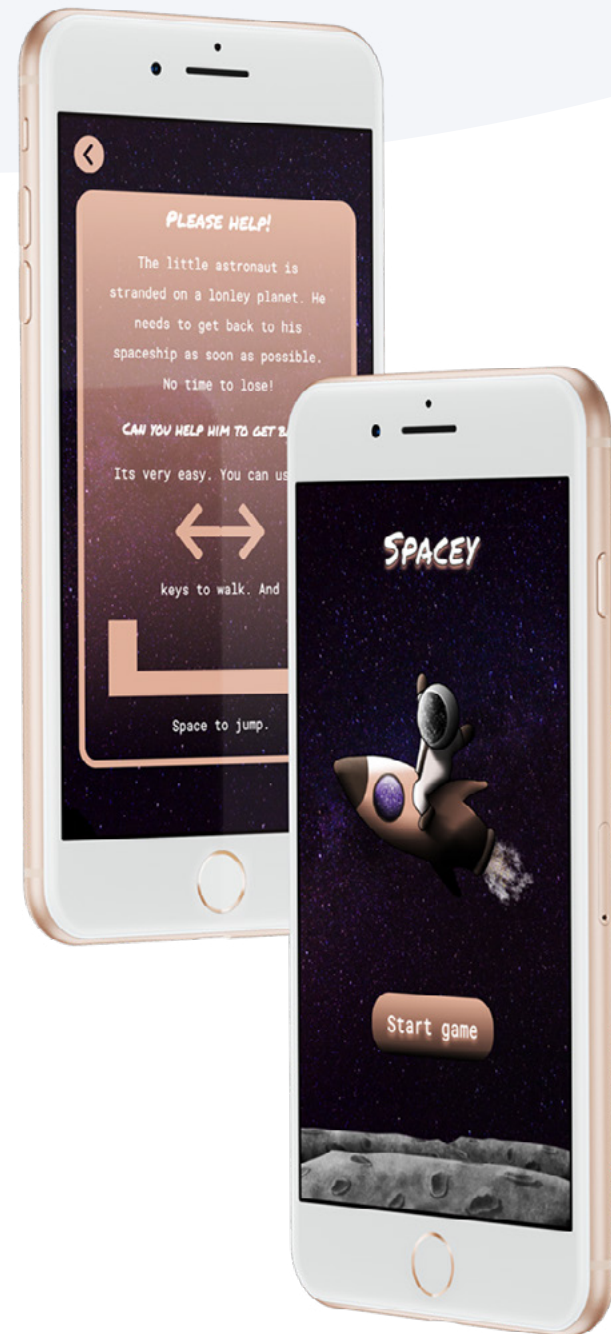 PLEASE HELP!
The little astronaut is
stranded on a lonley planet. He
needs to get back to his
spaceship as soon as possible.
No time to lose!
CAN YOU HELP HIM TO GET
Its very easy. You can
keys to walk. And
Space to jump.
SPACEY
Start game